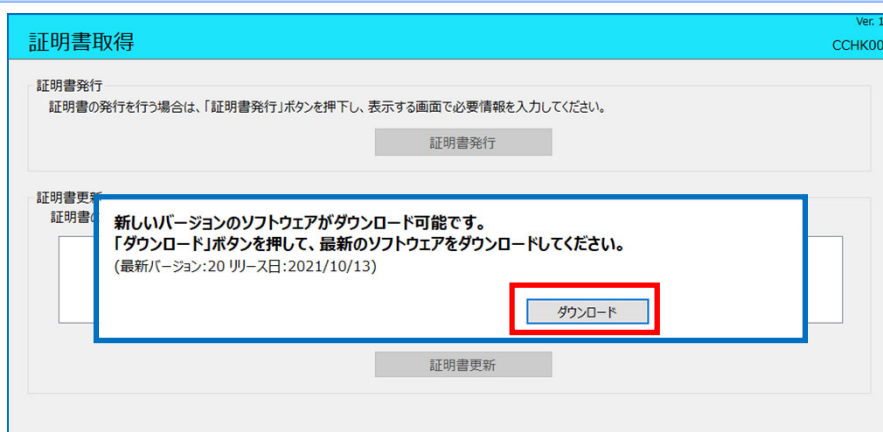 Ver. 1
証明書取得
CCHK00
証明書発行
証明書の発行を行う場合は、「証明書発行」ボタンを押下し、表示する画面で必要情報を入力してください。
証明書発行
証明書更新
証明書の
新しいバージョンのソフトウェアがダウンロード可能です。
「ダウンロード」ボタンを押して、最新のソフトウェアをダウンロードしてください。
(最新バージョン:20 リリース日:2021/10/13)
ダウンロード
証明書更新